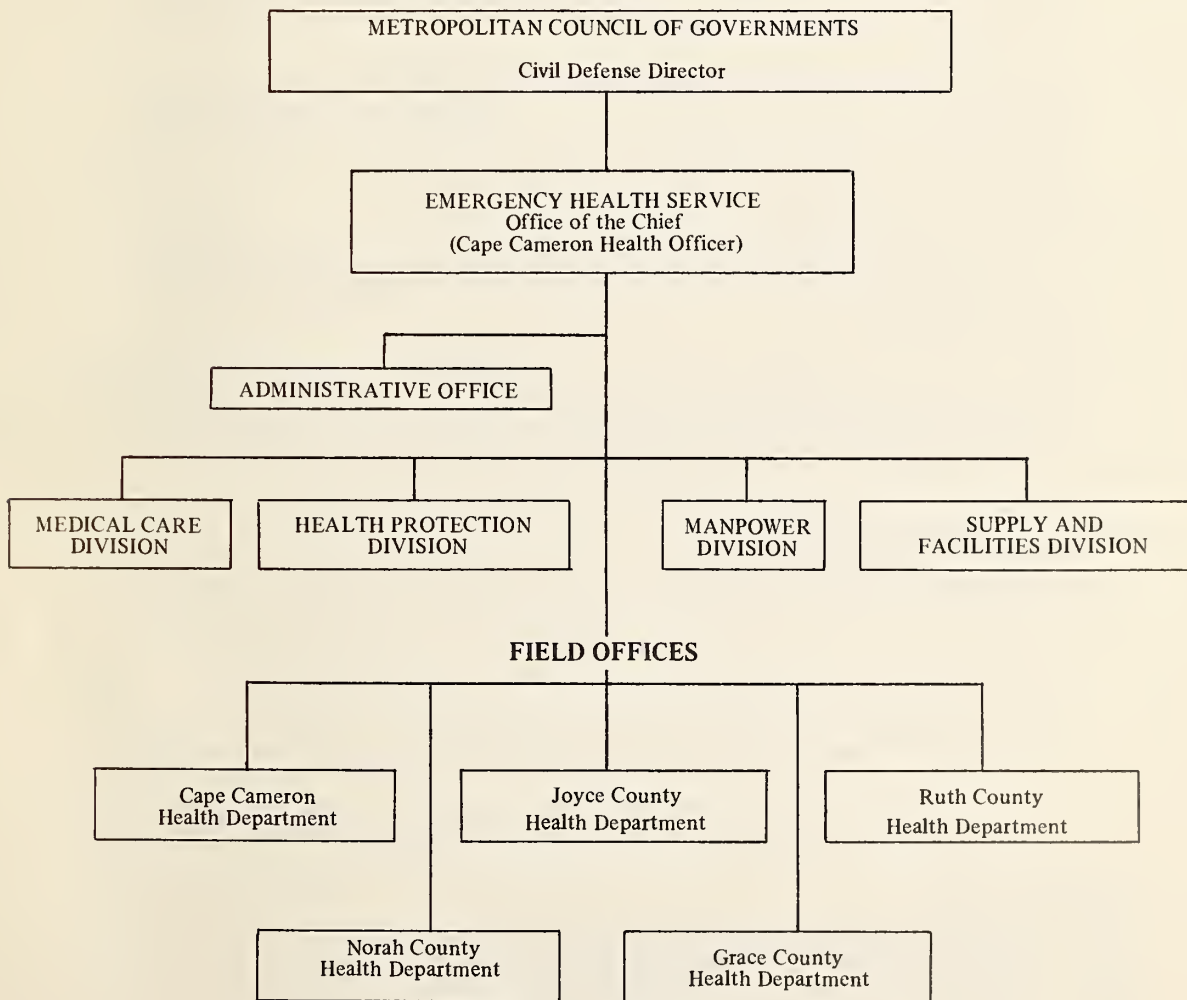 METROPOLITAN COUNCIL OF GOVERNMENTS
Civil Defense Director
EMERGENCY HEALTH SERVICE
Office of the Chief
(Cape Cameron Health Officer)
ADMINISTRATIVE OFFICE
MEDICAL CARE
DIVISION
HEALTH PROTECTION
DIVISION
MANPOWER
DIVISION
SUPPLY AND
FACILITIES DIVISION
FIELD OFFICES
Cape Cameron
Health Department
Joyce County
Health Department
Ruth County
Health Department
Norah County
Health Department
Grace County
Health Department